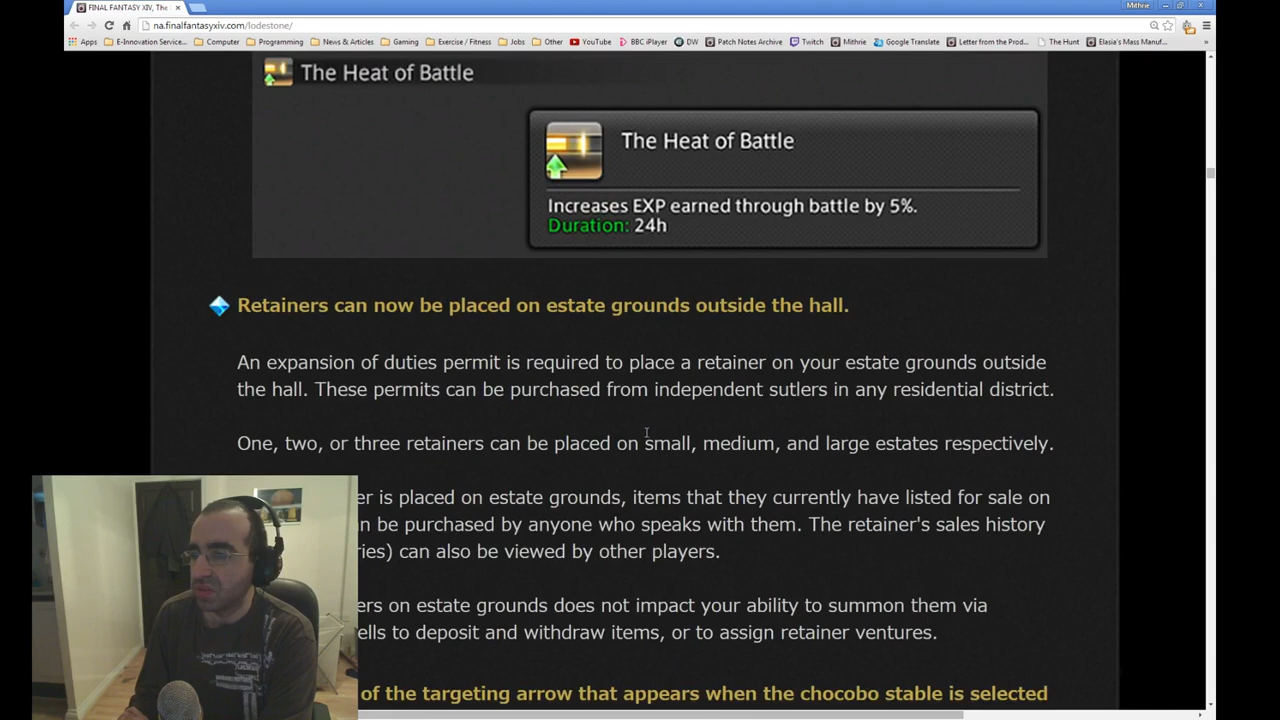 FINAL FANTASY XIV, The
Mithrie
na.finalfantasyxiv.com/lodestone/
Apps E-Innovation Service... Computer Programming News & Articles Gaming Exercise / Fitness Jobs Other YouTube BBC iPlayer DW Patch Notes Archive Twitch Mithrie Google Translate Letter from the Prod... The Hunt Elasia's Mass Manuf...
The Heat of Battle
The Heat of Battle
Increases EXP earned through battle by 5%.
Duration: 24h
Retainers can now be placed on estate grounds outside the hall.
An expansion of duties permit is required to place a retainer on your estate grounds outside
the hall. These permits can be purchased from independent sutlers in any residential district.
One, two, or three retainers can be placed on small, medium, and large estates respectively.
er is placed on estate grounds, items that they currently have listed for sale on
n be purchased by anyone who speaks with them. The retainer's sales history
ries) can also be viewed by other players.
ers on estate grounds does not impact your ability to summon them via
ells to deposit and withdraw items, or to assign retainer ventures.
of the targeting arrow that appears when the chocobo stable is selected